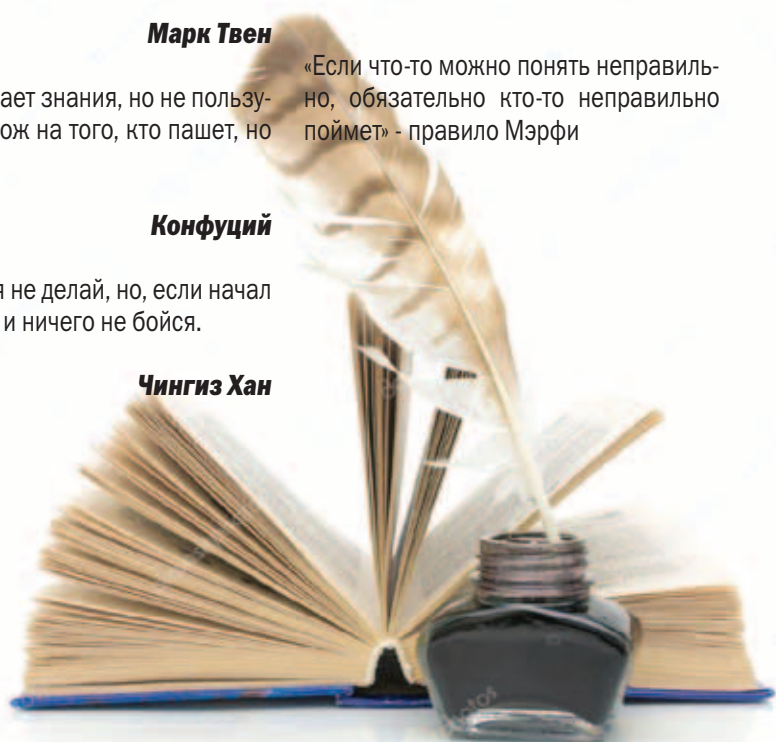 Марк Твен
ает знания, но не пользу-
ож на того, кто пашет, но
Конфуций
я не делай, но, если начал
и ничего не бойся.
Чингиз Хан
«Если что-то можно понять неправиль-
но, обязательно кто-то неправильно
поймет» - правило Мэрфи